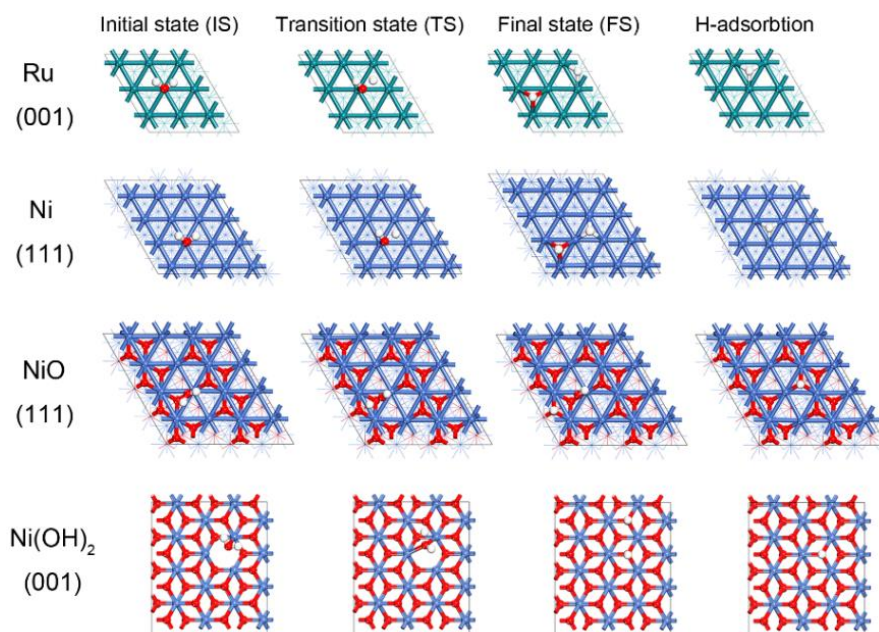 Initial state (IS) Transition state (TS) Final state (FS) H-adsorbtion
Ru
(001)
Ni
(111)
NiO
(111)
Ni(OH)₂
(001)